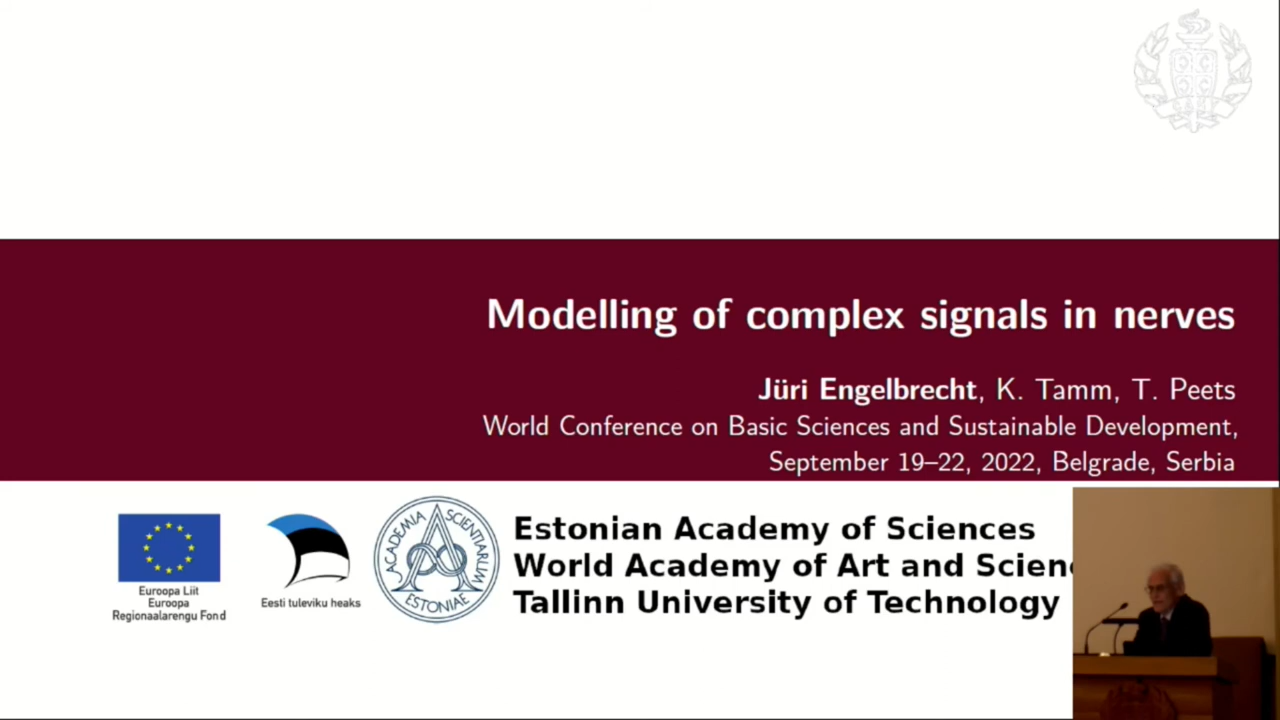 Modelling of complex signals in nerves
Jüri Engelbrecht, K. Tamm, T. Peets
World Conference on Basic Sciences and Sustainable Development,
September 19–22, 2022, Belgrade, Serbia
Euroopa Liit
Euroopa
Regionaalarengu Fond
Eesti tuleviku heaks
ACADEMIA SCIENTIARUM
ESTONIAE
Estonian Academy of Sciences
World Academy of Art and Scien
Tallinn University of Technology